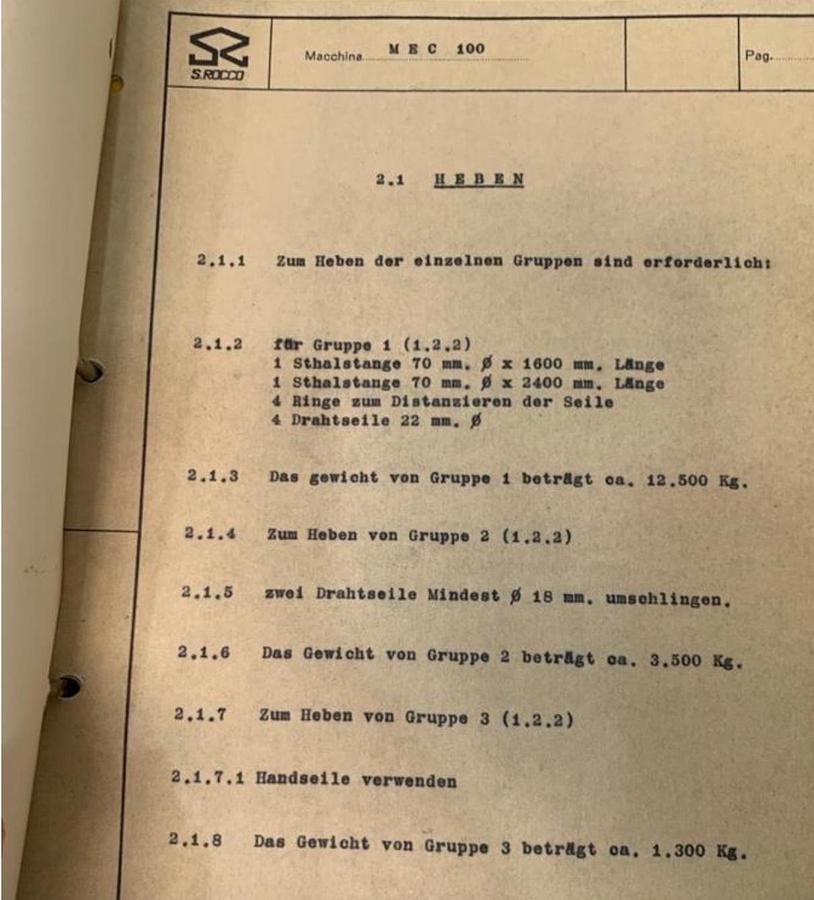 S.ROCCO
Macchina MEC 100
Pag.
2.1 HEBEN
2.1.1 Zum Heben der einzelnen Gruppen sind erforderlich:
2.1.2 für Gruppe 1 (1.2.2)
1 Sthalstange 70 mm. Ø x 1600 mm. Länge
1 Sthalstange 70 mm. Ø x 2400 mm. Länge
4 Ringe zum Distanzieren der Seile
4 Drahtseile 22 mm. Ø
2.1.3 Das gewicht von Gruppe 1 beträgt ca. 12.500 Kg.
2.1.4 Zum Heben von Gruppe 2 (1.2.2)
2.1.5 zwei Drahtseile Mindest Ø 18 mm. umschlingen.
2.1.6 Das Gewicht von Gruppe 2 beträgt ca. 3.500 Kg.
2.1.7 Zum Heben von Gruppe 3 (1.2.2)
2.1.7.1 Handseile verwenden
2.1.8 Das Gewicht von Gruppe 3 beträgt ca. 1.300 Kg.